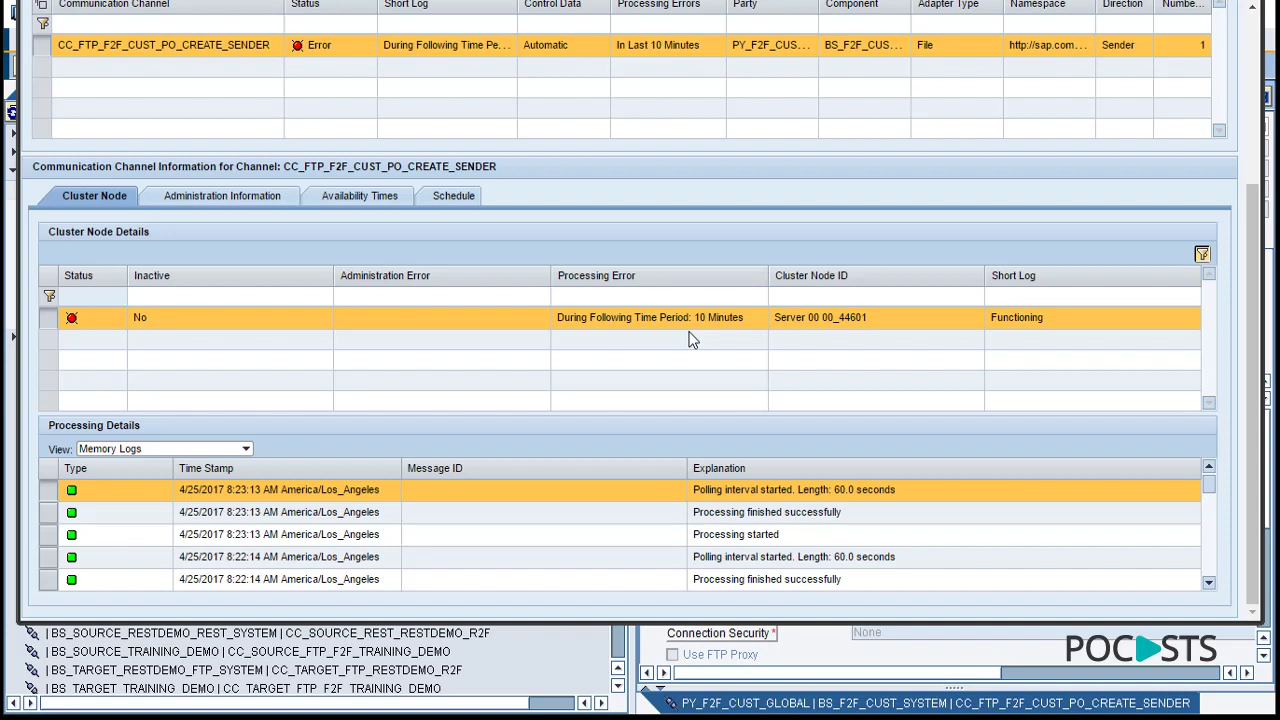 Communication Channel Status Short Log Control Data Processing Errors Party Component Adapter Type Namespace Direction Numbe...
CC_FTP_F2F_CUST_PO_CREATE_SENDER Error During Following Time Pe... Automatic In Last 10 Minutes PY_F2F_CUS... BS_F2F_CUS... File http://sap.com... Sender 1
Communication Channel Information for Channel: CC_FTP_F2F_CUST_PO_CREATE_SENDER
Cluster Node Administration Information Availability Times Schedule
Cluster Node Details
Status Inactive Administration Error Processing Error Cluster Node ID Short Log
No During Following Time Period: 10 Minutes Server 00 00_44601 Functioning
Processing Details
View: Memory Logs
Type Time Stamp Message ID Explanation
4/25/2017 8:23:13 AM America/Los_Angeles Polling interval started. Length: 60.0 seconds
4/25/2017 8:23:13 AM America/Los_Angeles Processing finished successfully
4/25/2017 8:23:13 AM America/Los_Angeles Processing started
4/25/2017 8:22:14 AM America/Los_Angeles Polling interval started. Length: 60.0 seconds
4/25/2017 8:22:14 AM America/Los_Angeles Processing finished successfully
| BS_SOURCE_RESTDEMO_REST_SYSTEM | CC_SOURCE_REST_RESTDEMO_R2F
| BS_SOURCE_TRAINING_DEMO | CC_SOURCE_FTP_F2F_TRAINING_DEMO
| BS_TARGET_RESTDEMO_FTP_SYSTEM | CC_TARGET_FTP_RESTDEMO_R2F
| BS_TARGET_TRAINING_DEMO | CC_TARGET_FTP_F2F_TRAINING_DEMO
Connection Security * None
Use FTP Proxy
POCASTS
PY_F2F_CUST_GLOBAL | BS_F2F_CUST_SYSTEM | CC_FTP_F2F_CUST_PO_CREATE_SENDER